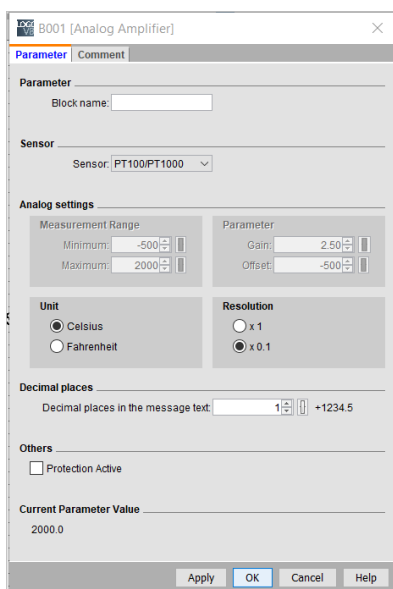 B001 [Analog Amplifier]
Parameter Comment
Parameter
Block name:
Sensor
Sensor: PT100/PT1000
Analog settings
Measurement Range
Minimum: -500
Maximum: 2000
Parameter
Gain: 2.50
Offset: -500
Unit
Celsius
Fahrenheit
Resolution
x 1
x 0.1
Decimal places
Decimal places in the message text: 1 +1234.5
Others
Protection Active
Current Parameter Value
2000.0
Apply OK Cancel Help